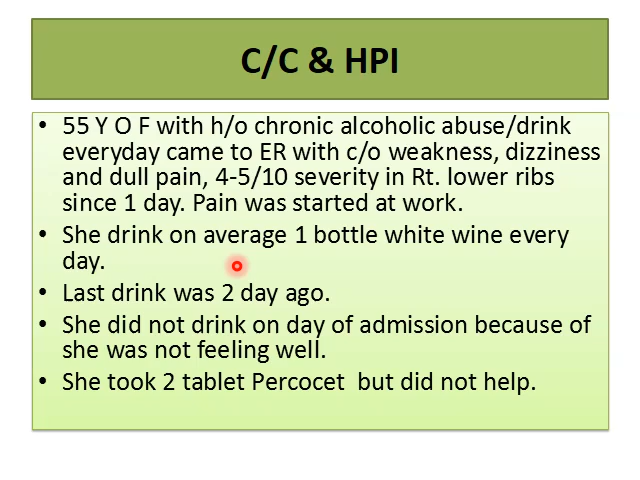 C/C & HPI
• 55 Y O F with h/o chronic alcoholic abuse/drink
everyday came to ER with c/o weakness, dizziness
and dull pain, 4-5/10 severity in Rt. lower ribs
since 1 day. Pain was started at work.
• She drink on average 1 bottle white wine every
day.
• Last drink was 2 day ago.
• She did not drink on day of admission because of
she was not feeling well.
• She took 2 tablet Percocet  but did not help.